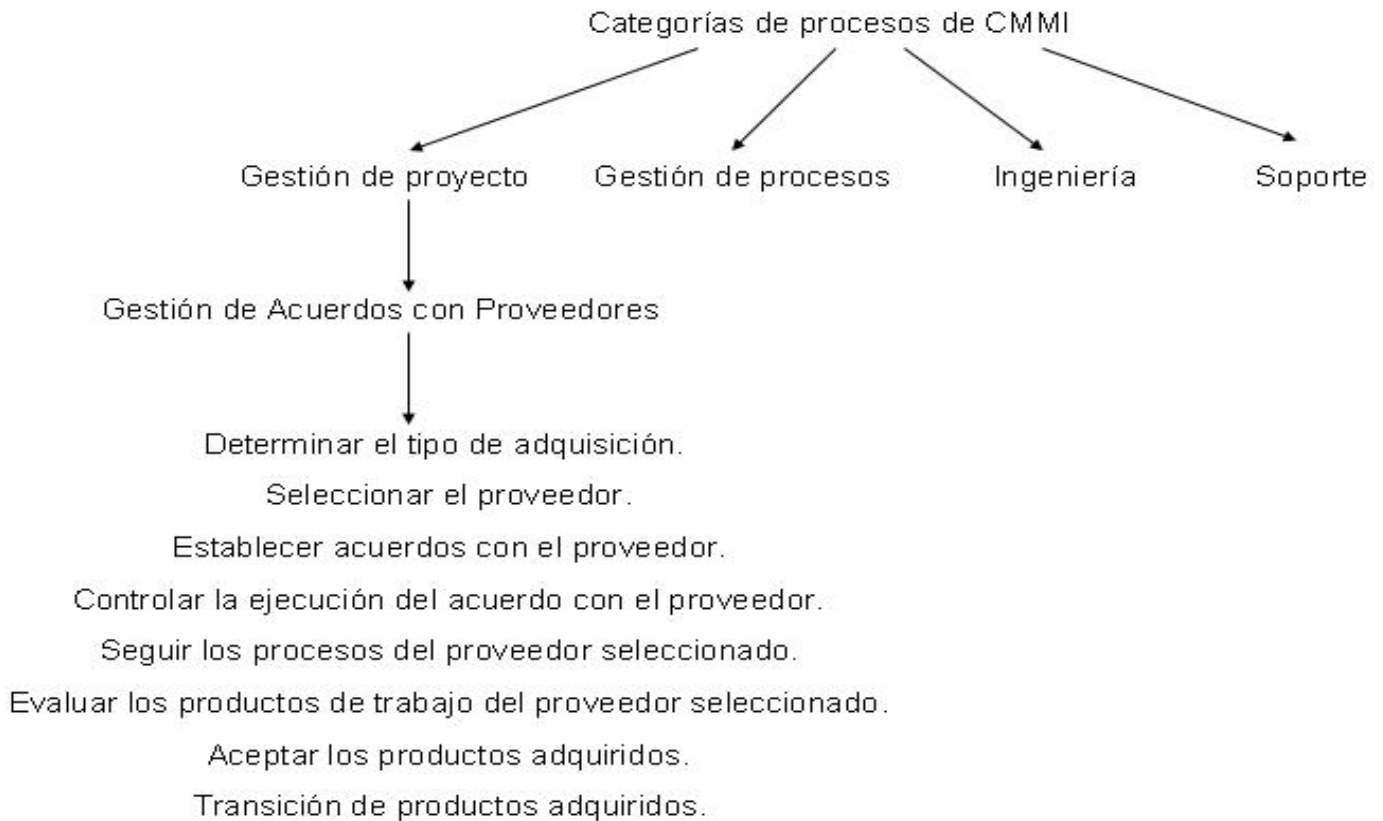 Categorías de procesos de CMMI
Gestión de proyecto
Gestión de procesos
Ingeniería
Soporte
Gestión de Acuerdos con Proveedores
Determinar el tipo de adquisición.
Seleccionar el proveedor.
Establecer acuerdos con el proveedor.
Controlar la ejecución del acuerdo con el proveedor.
Seguir los procesos del proveedor seleccionado.
Evaluar los productos de trabajo del proveedor seleccionado.
Aceptar los productos adquiridos.
Transición de productos adquiridos.